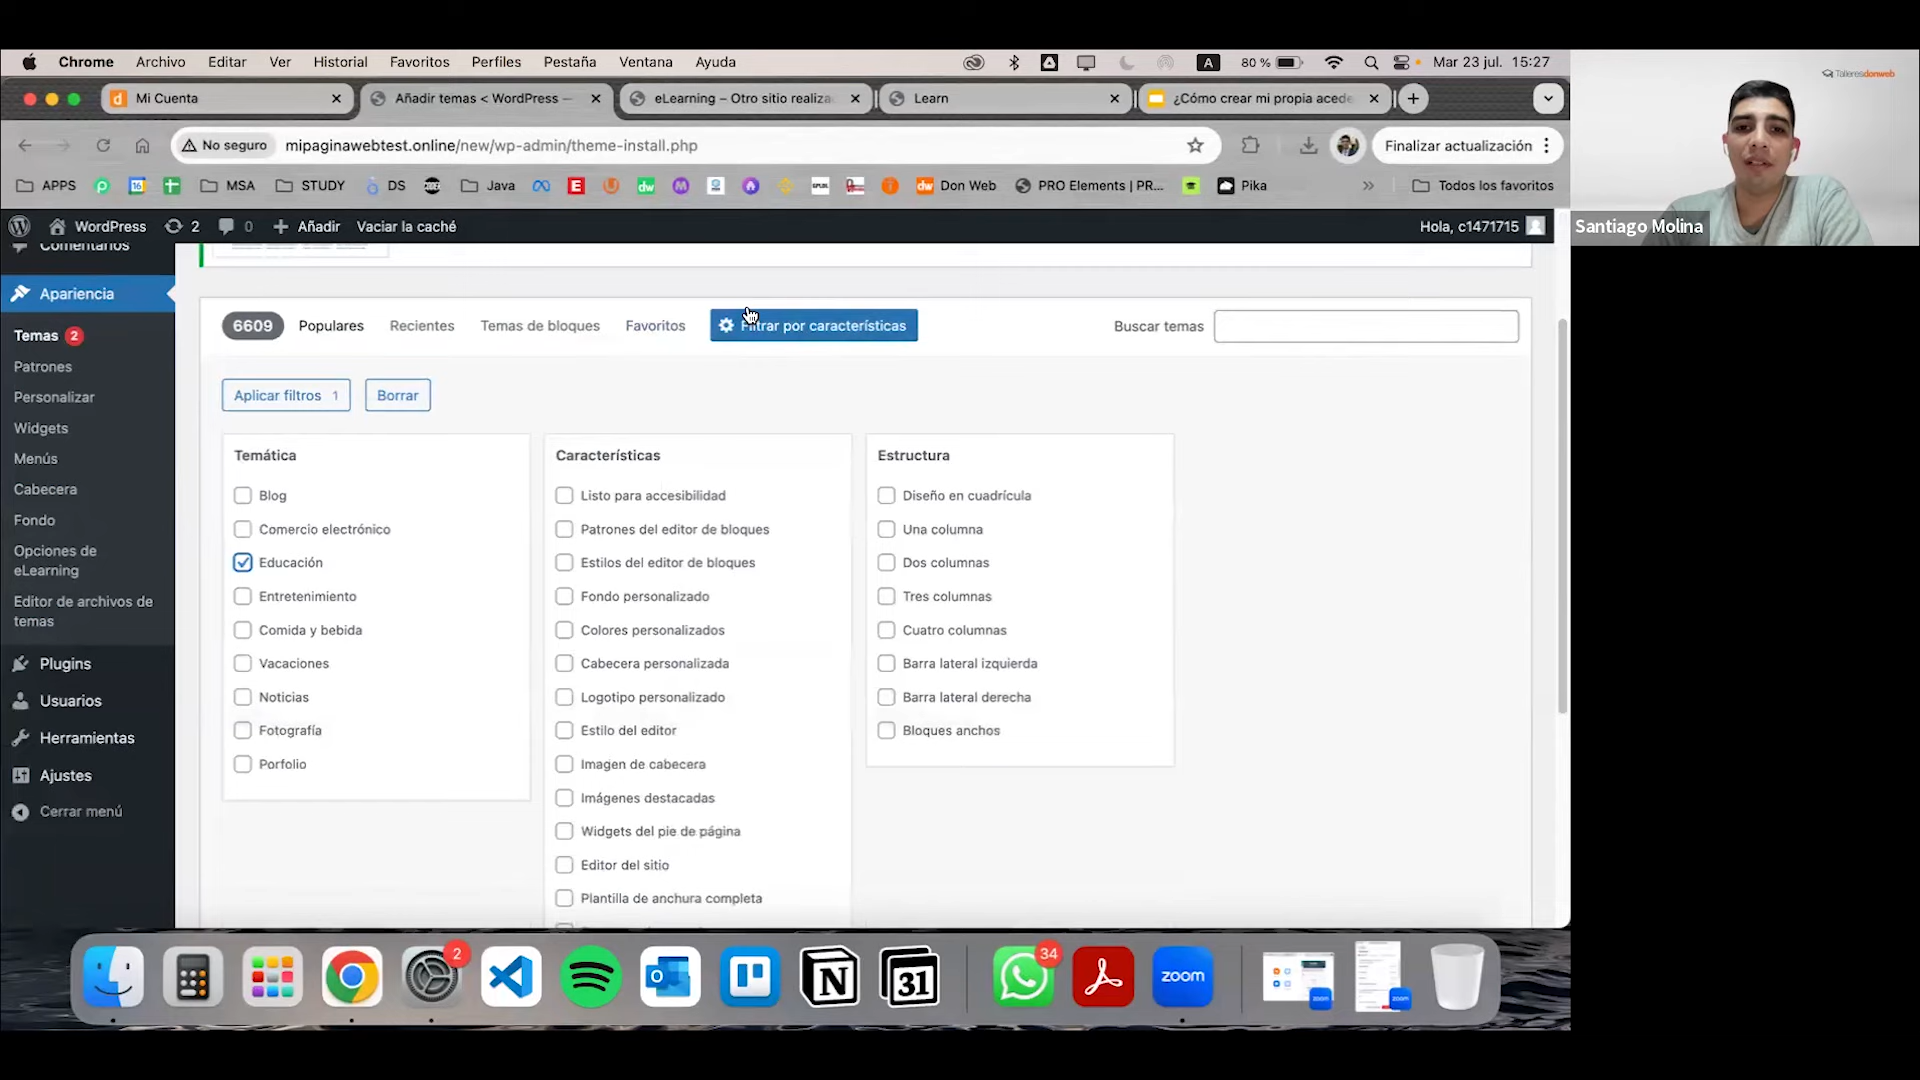 Chrome Archivo Editar Ver Historial Favoritos Perfiles Pestaña Ventana Ayuda A 80 % Mar 23 jul. 15:27
Mi Cuenta
Añadir temas < WordPress —
eLearning – Otro sitio realiza
Learn
¿Cómo crear mi propia acede
No seguro mipaginawebtest.online/new/wp-admin/theme-install.php Finalizar actualización
APPS MSA STUDY DS Java Don Web PRO Elements | PR... Pika » Todos los favoritos
WordPress 2 0 Añadir Vaciar la caché Hola, c1471715
Talleresdonweb
Santiago Molina
Comentarios
Apariencia
Temas 2
Patrones
Personalizar
Widgets
Menús
Cabecera
Fondo
Opciones de
eLearning
Editor de archivos de
temas
Plugins
Usuarios
Herramientas
Ajustes
Cerrar menú
6609 Populares Recientes Temas de bloques Favoritos Filtrar por características Buscar temas
Aplicar filtros 1 Borrar
Temática
Blog
Comercio electrónico
Educación
Entretenimiento
Comida y bebida
Vacaciones
Noticias
Fotografía
Porfolio
Características
Listo para accesibilidad
Patrones del editor de bloques
Estilos del editor de bloques
Fondo personalizado
Colores personalizados
Cabecera personalizada
Logotipo personalizado
Estilo del editor
Imagen de cabecera
Imágenes destacadas
Widgets del pie de página
Editor del sitio
Plantilla de anchura completa
Estructura
Diseño en cuadrícula
Una columna
Dos columnas
Tres columnas
Cuatro columnas
Barra lateral izquierda
Barra lateral derecha
Bloques anchos
2
31
34
zoom
zoom
zoom